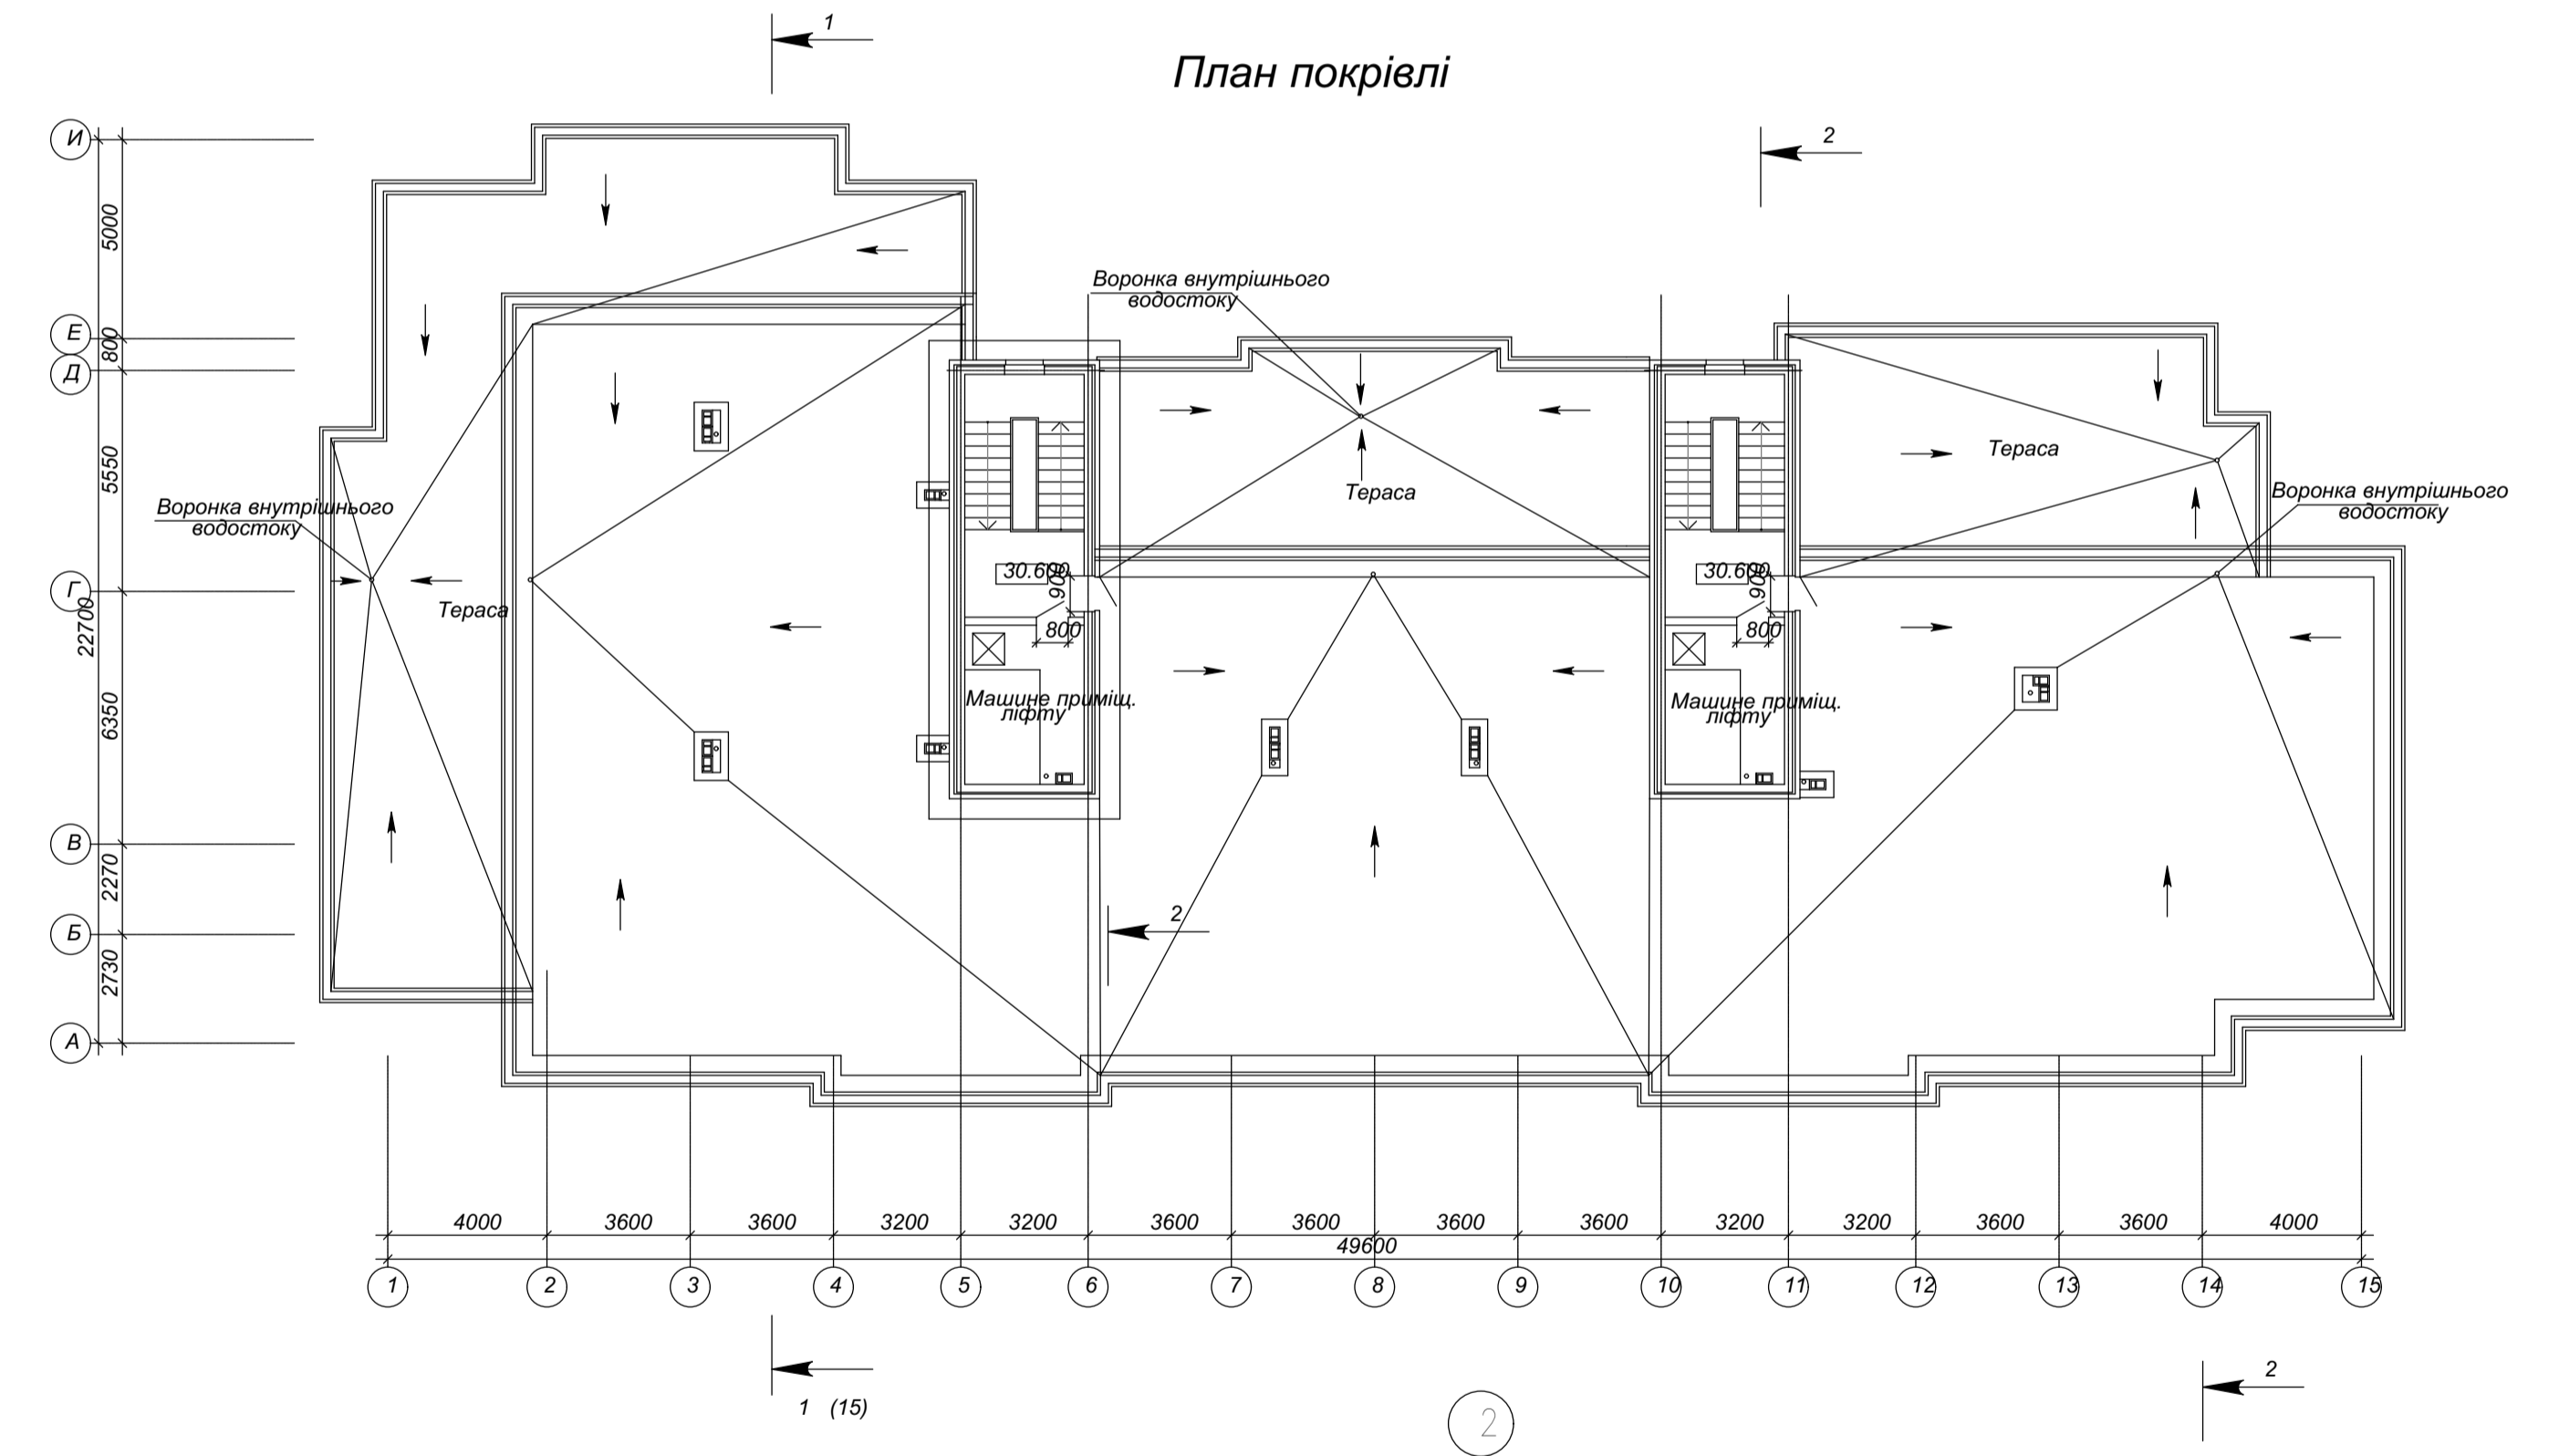 План покрівлі
1
2
И
Е
Д
Г
В
Б
А
5000
800
5550
6350
2270
2730
22700
Воронка внутрішнього
водостоку
Воронка внутрішнього
водостоку
Воронка внутрішнього
водостоку
Тераса
Тераса
Тераса
30.600
900
800
Машине приміщ.
ліфту
30.600
900
800
Машине приміщ.
ліфту
2
4000 3600 3600 3200 3200 3600 3600 3600 3600 3200 3200 3600 3600 4000
49600
1 2 3 4 5 6 7 8 9 10 11 12 13 14 15
1 (15)
2
2